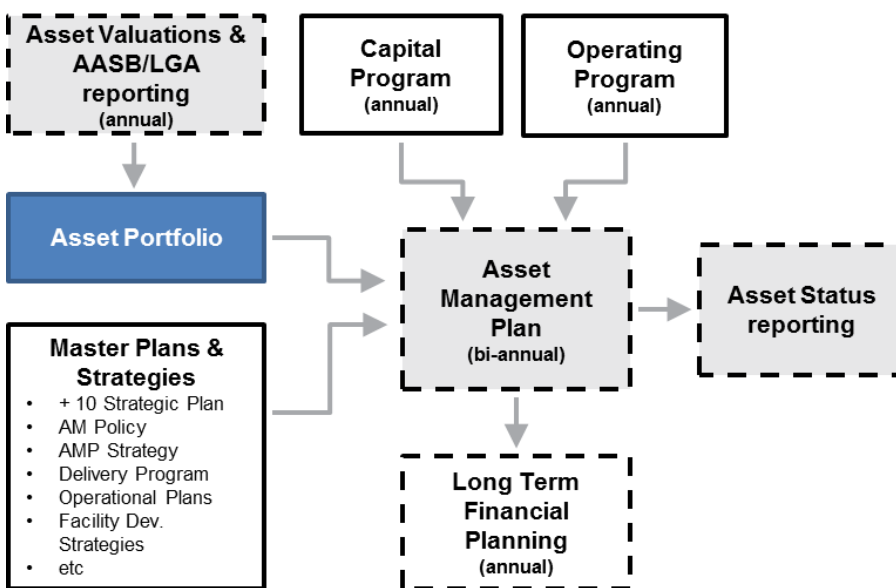 Asset Valuations &
AASB/LGA
reporting
(annual)
Capital
Program
(annual)
Operating
Program
(annual)
Asset Portfolio
Asset
Management
Plan
(bi-annual)
Asset Status
reporting
Master Plans &
Strategies
• + 10 Strategic Plan
• AM Policy
• AMP Strategy
• Delivery Program
• Operational Plans
• Facility Dev.
Strategies
• etc
Long Term
Financial
Planning
(annual)